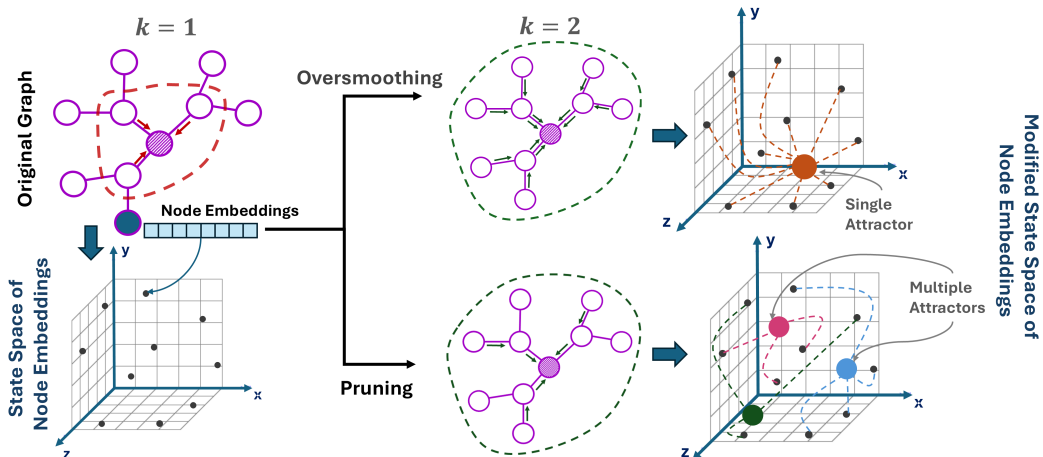 k = 1
k = 2
Original Graph
Oversmoothing
Node Embeddings
State Space of
Node Embeddings
y
x
z
Pruning
y
x
z
Single
Attractor
y
x
z
Multiple
Attractors
Modified State Space of
Node Embeddings